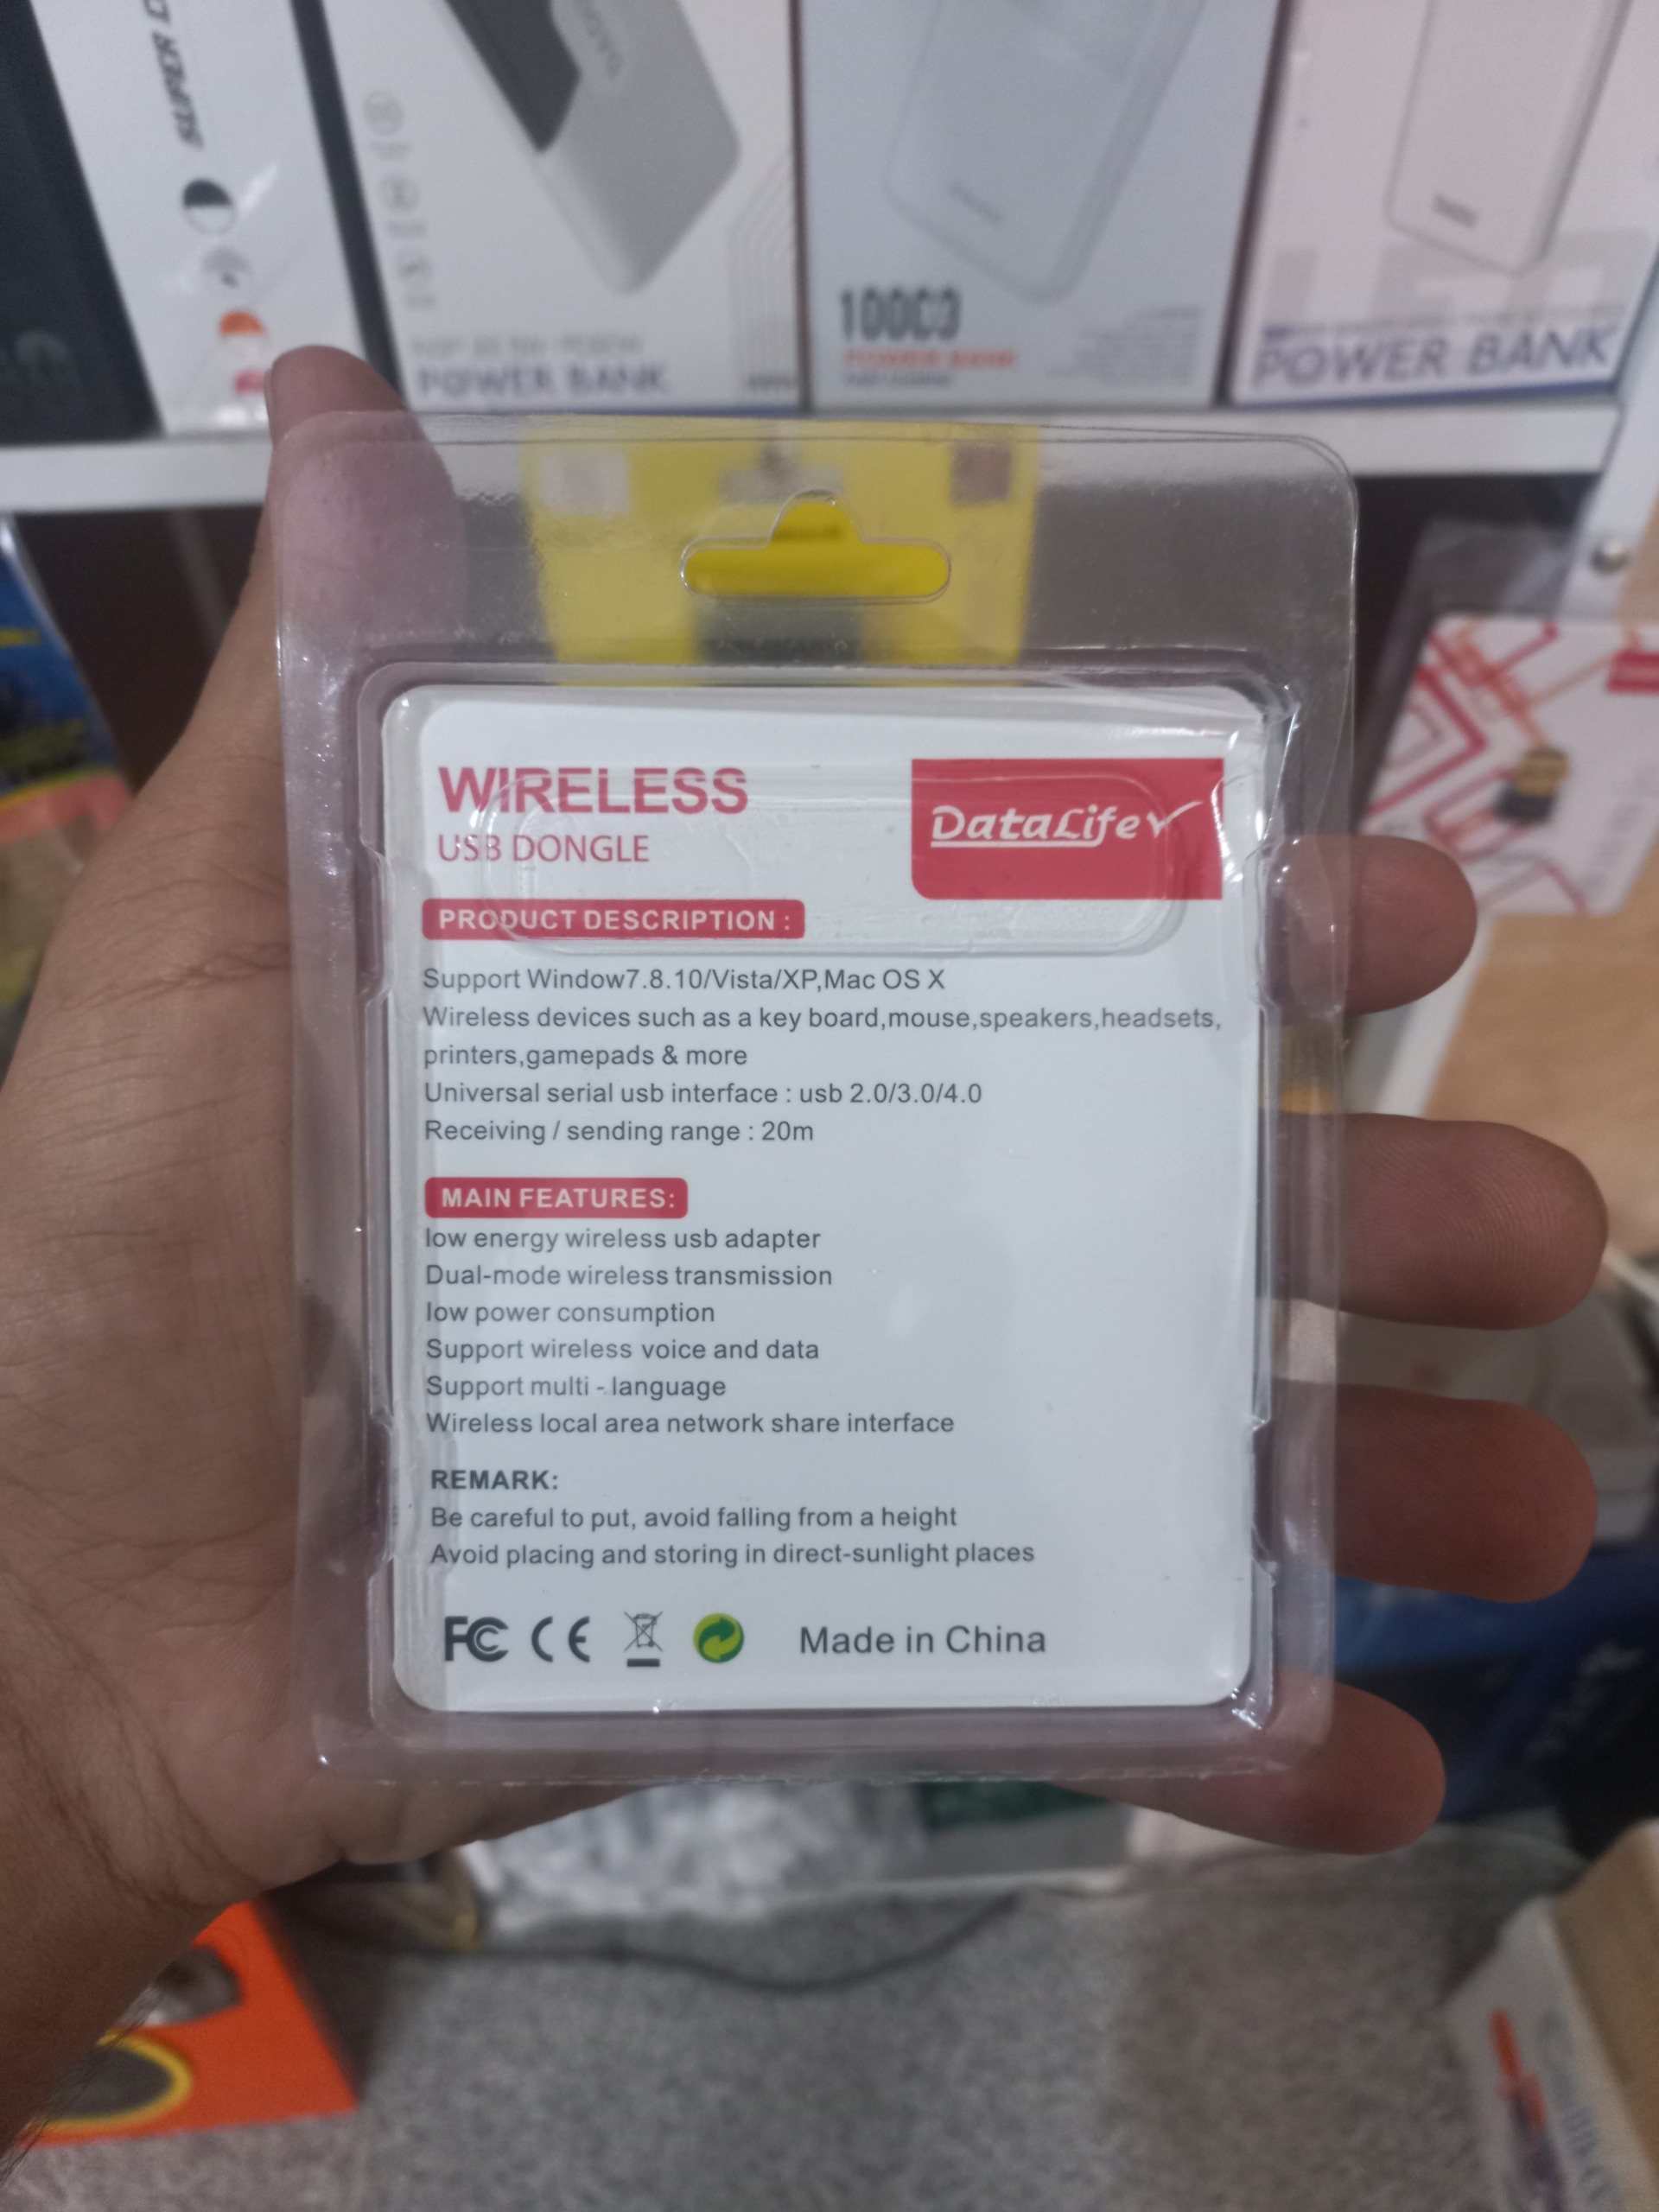 SUPER
POWER BANK
10000
POWER BANK
POWER BANK
WIRELESS
USB DONGLE
DataLife
PRODUCT DESCRIPTION :
Support Window7.8.10/Vista/XP,Mac OS X
Wireless devices such as a key board,mouse,speakers,headsets,
printers,gamepads & more
Universal serial usb interface : usb 2.0/3.0/4.0
Receiving / sending range : 20m
MAIN FEATURES:
low energy wireless usb adapter
Dual-mode wireless transmission
low power consumption
Support wireless voice and data
Support multi - language
Wireless local area network share interface
REMARK:
Be careful to put, avoid falling from a height
Avoid placing and storing in direct-sunlight places
FC CE Made in China